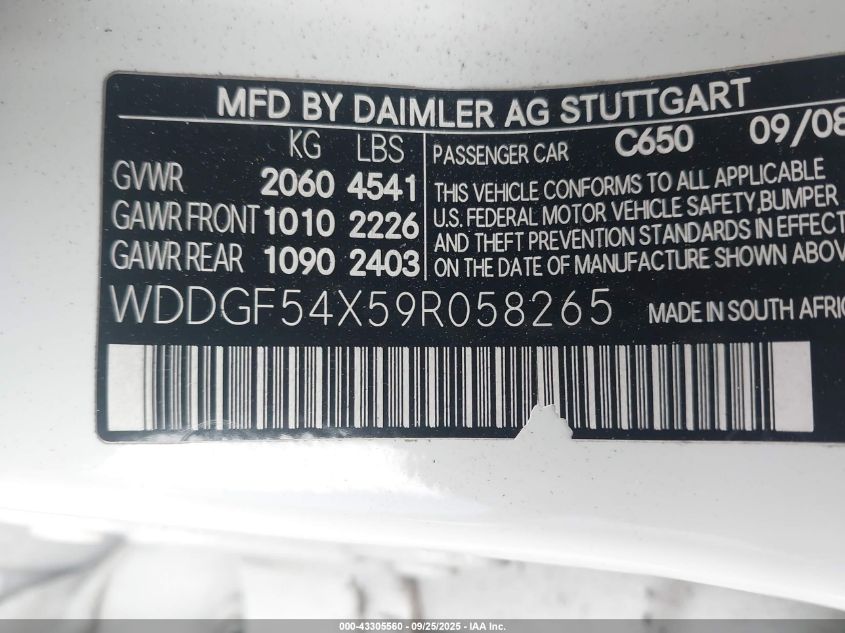 MFD BY DAIMLER AG STUTTGART
KG LBS
GVWR 2060 4541
GAWR FRONT 1010 2226
GAWR REAR 1090 2403
PASSENGER CAR C650 09/08
THIS VEHICLE CONFORMS TO ALL APPLICABLE
U.S. FEDERAL MOTOR VEHICLE SAFETY,BUMPER
AND THEFT PREVENTION STANDARDS IN EFFECT
ON THE DATE OF MANUFACTURE SHOWN ABOV
WDDGF54X59R058265 MADE IN SOUTH AFRIC
000-43305560 - 09/25/2025 - IAA Inc.